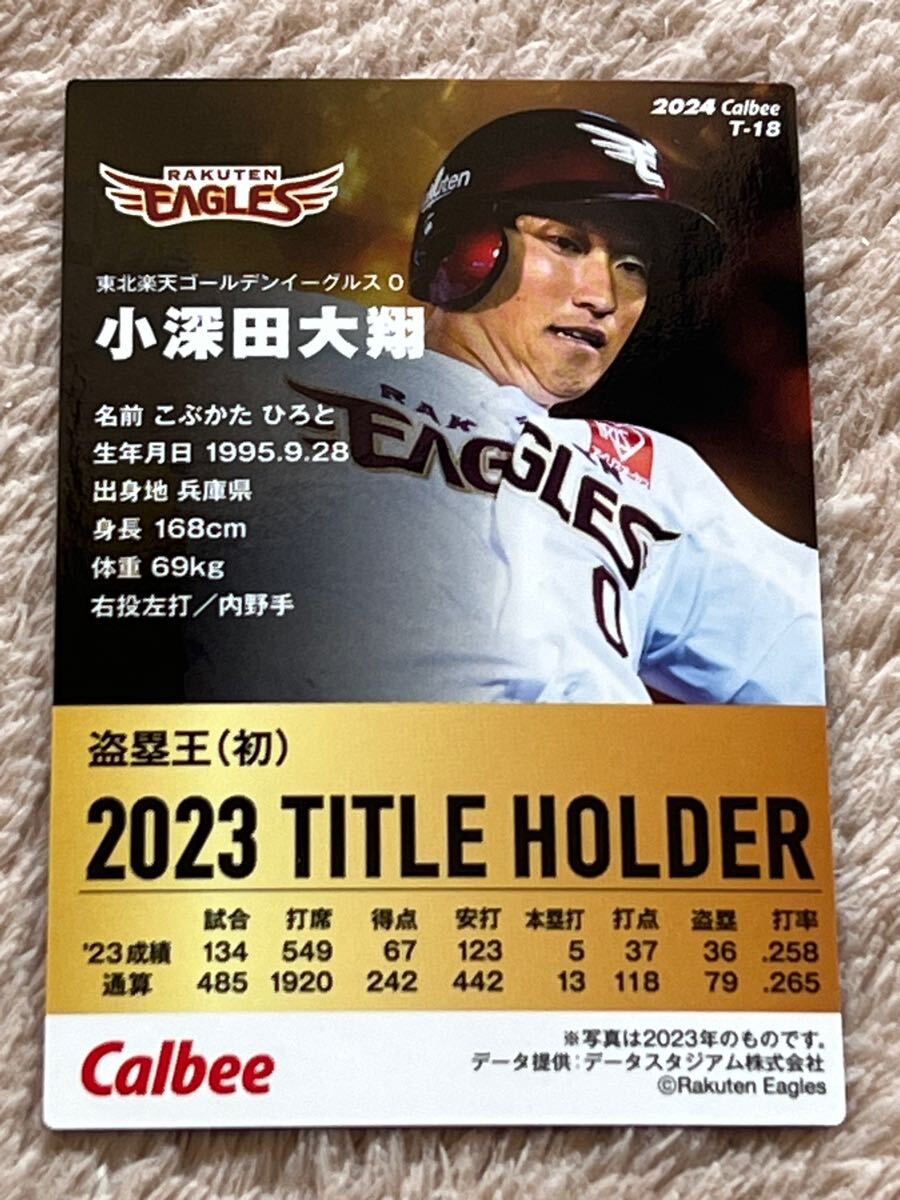 2024 Calbee
T-18
RAKUTEN
EAGLES
東北楽天ゴールデンイーグルス 0
小深田大翔
名前 こぶかた ひろと
生年月日 1995.9.28
出身地 兵庫県
身長 168cm
体重 69kg
右投左打／内野手
EAGLES
0
盗塁王（初）
2023 TITLE HOLDER
試合 打席 得点 安打 本塁打 打点 盗塁 打率
'23成績 134 549 67 123 5 37 36 .258
通算 485 1920 242 442 13 118 79 .265
Calbee
※写真は2023年のものです。
データ提供：データスタジアム株式会社
©Rakuten Eagles